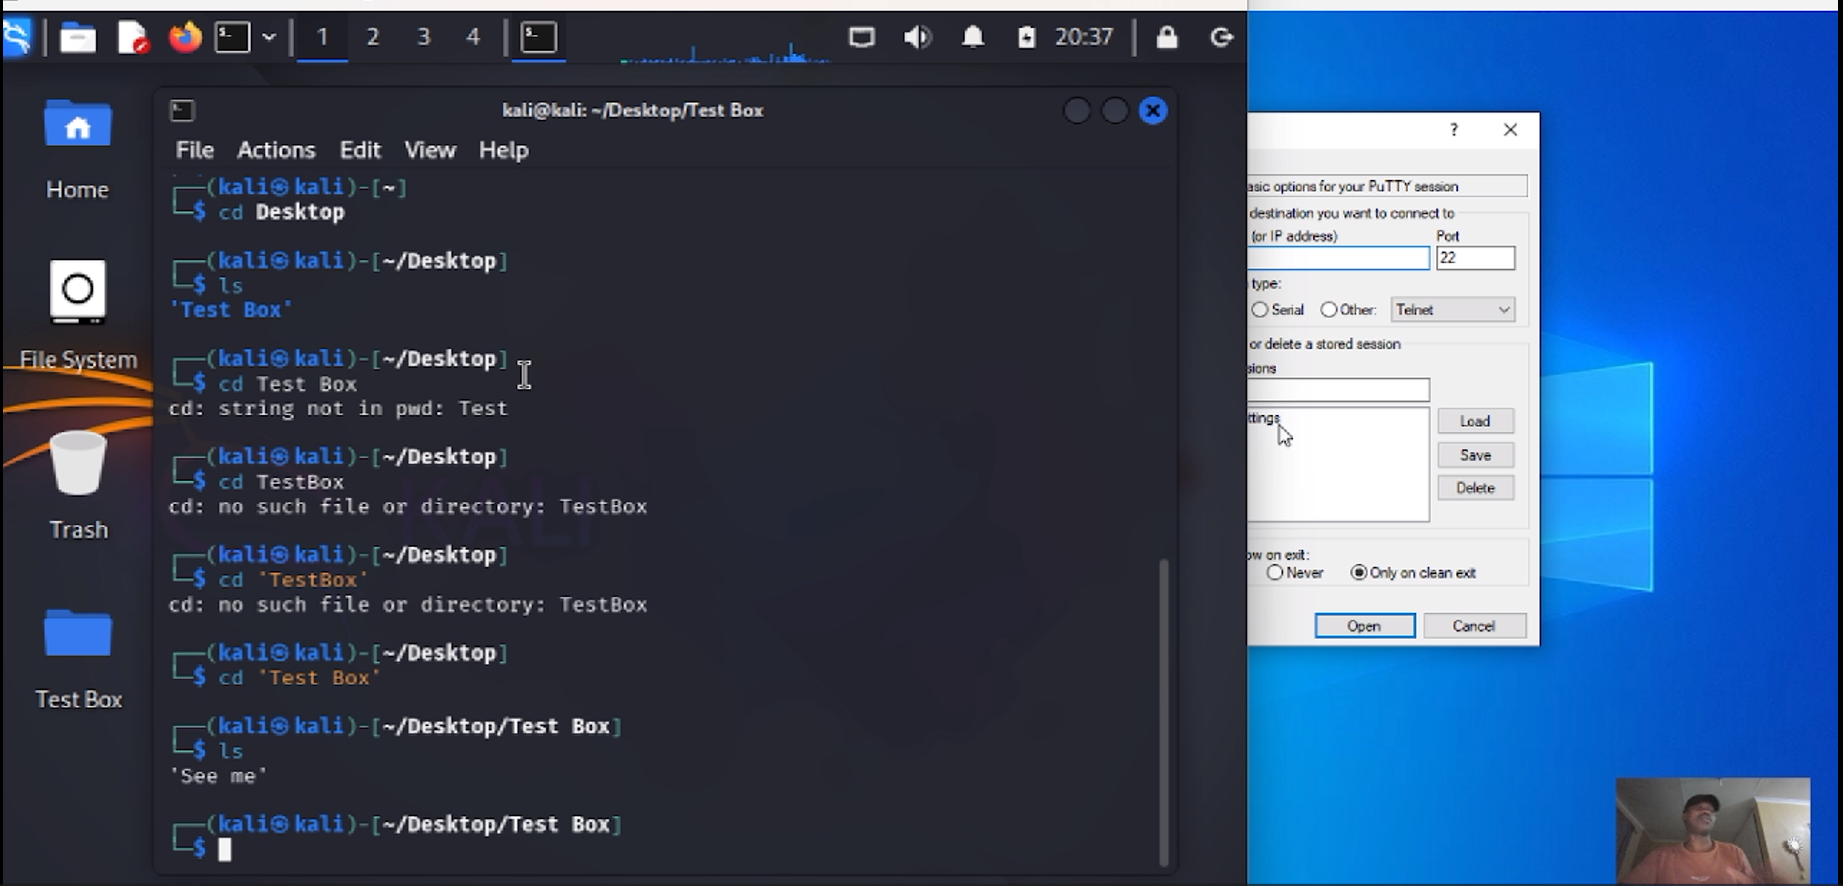 1 2 3 4 20:37
kali@kali: ~/Desktop/Test Box
File Actions Edit View Help
Home
File System
Trash
Test Box
(kali㉿kali)-[~]
$ cd Desktop
(kali㉿kali)-[~/Desktop]
$ ls
'Test Box'
(kali㉿kali)-[~/Desktop]
$ cd Test Box
cd: string not in pwd: Test
(kali㉿kali)-[~/Desktop]
$ cd TestBox
cd: no such file or directory: TestBox
(kali㉿kali)-[~/Desktop]
$ cd 'TestBox'
cd: no such file or directory: TestBox
(kali㉿kali)-[~/Desktop]
$ cd 'Test Box'
(kali㉿kali)-[~/Desktop/Test Box]
$ ls
'See me'
(kali㉿kali)-[~/Desktop/Test Box]
$
KALI
? ×
asic options for your PuTTY session
destination you want to connect to
(or IP address) Port
22
type:
Serial Other: Telnet
or delete a stored session
sions
ttings
Load
Save
Delete
ow on exit:
Never Only on clean exit
Open Cancel